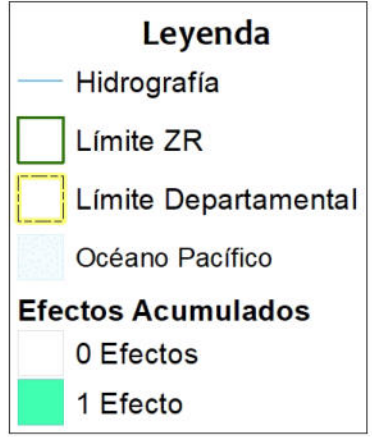 Leyenda
Hidrografía
Límite ZR
Límite Departamental
Océano Pacífico
Efectos Acumulados
0 Efectos
1 Efecto